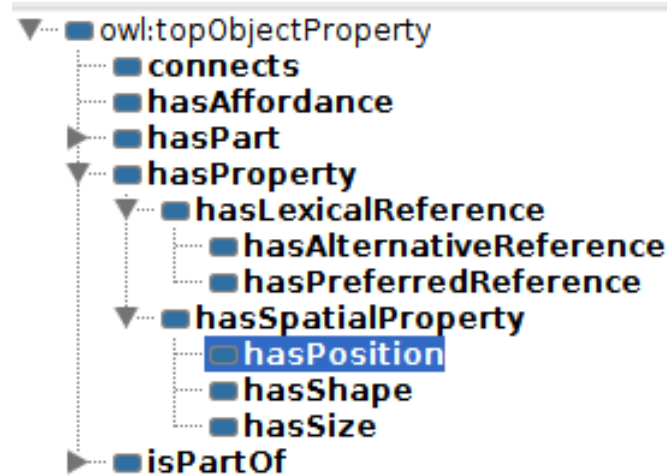 owl:topObjectProperty
connects
hasAffordance
hasPart
hasProperty
hasLexicalReference
hasAlternativeReference
hasPreferredReference
hasSpatialProperty
hasPosition
hasShape
hasSize
isPartOf